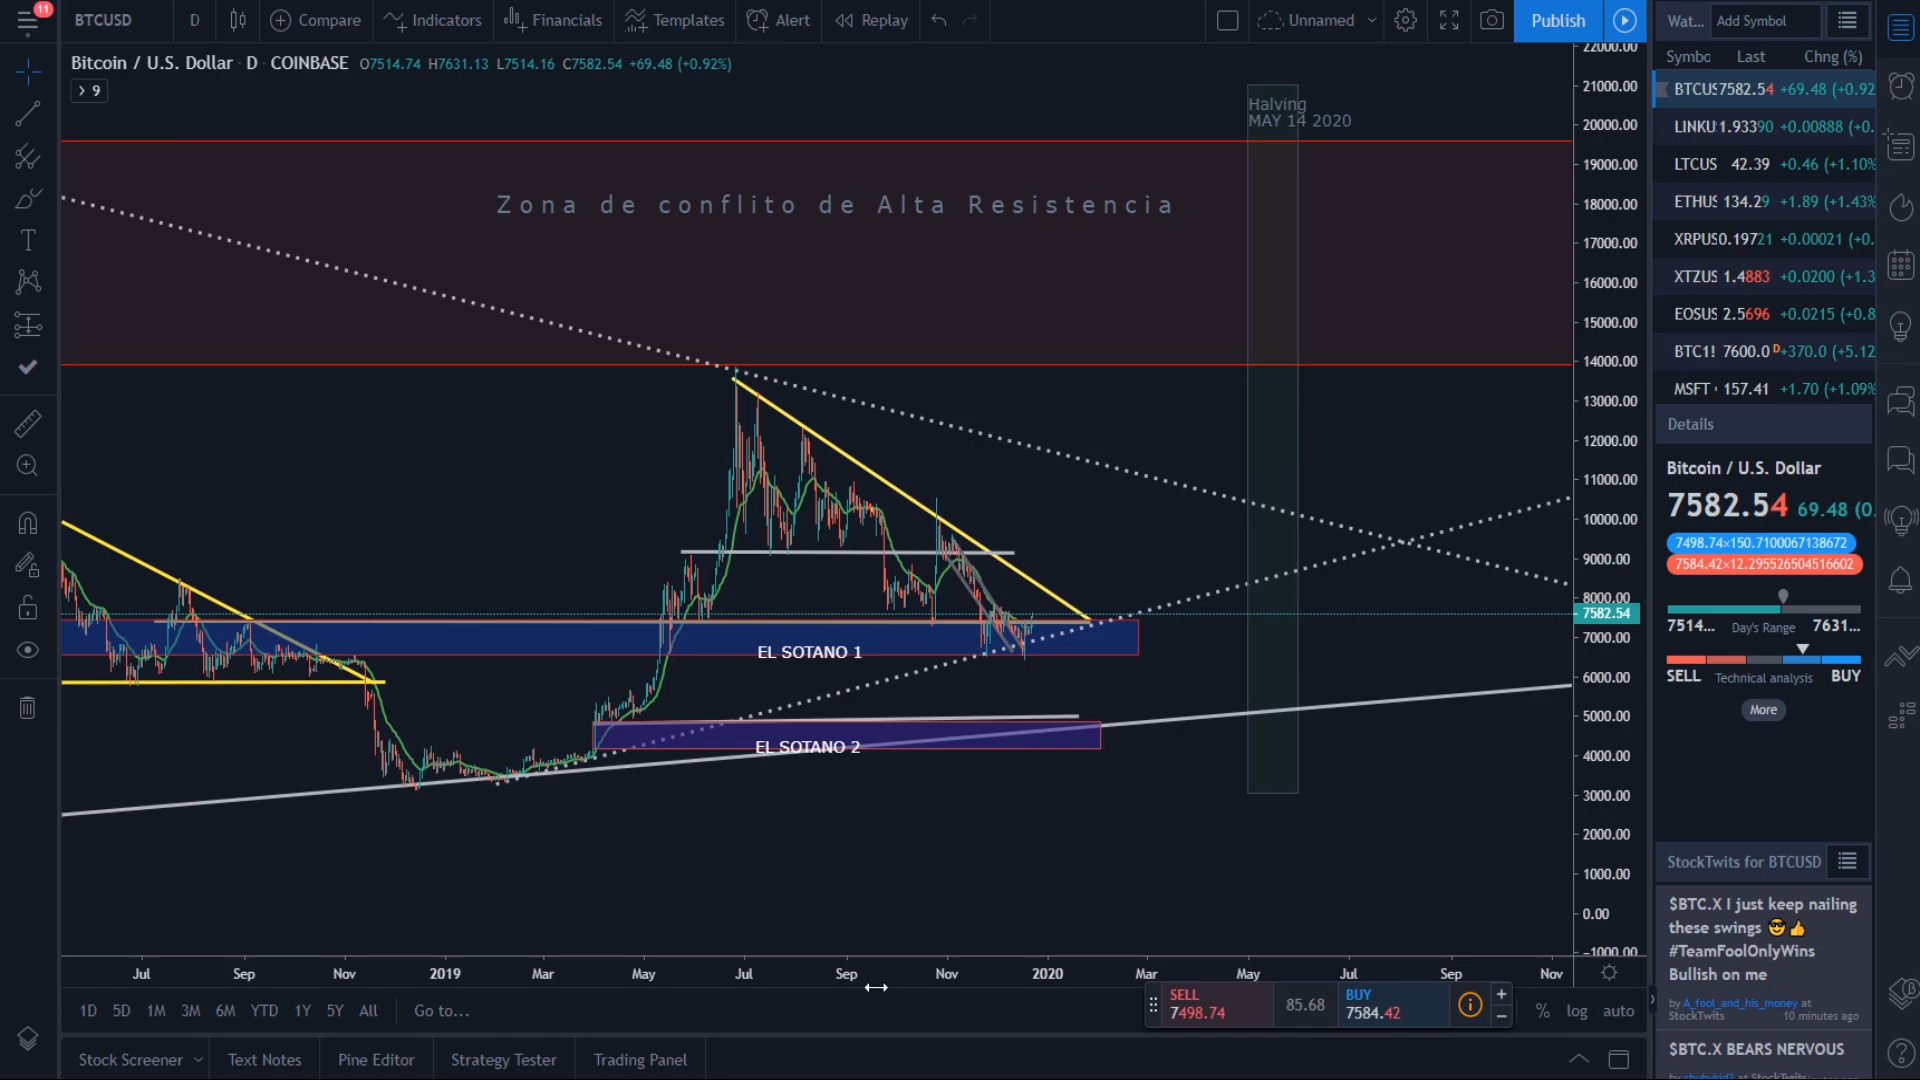 11
BTCUSD D Compare Indicators Financials Templates Alert Replay Unnamed Publish
Wat... Add Symbol
Bitcoin / U.S. Dollar D COINBASE O7514.74 H7631.13 L7514.16 C7582.54 +69.48 (+0.92%)
9
Halving
MAY 14 2020
Zona de conflito de Alta Resistencia
EL SOTANO 1
EL SOTANO 2
22000.00
21000.00
20000.00
19000.00
18000.00
17000.00
16000.00
15000.00
14000.00
13000.00
12000.00
11000.00
10000.00
9000.00
8000.00
7582.54
7000.00
6000.00
5000.00
4000.00
3000.00
2000.00
1000.00
0.00
-1000.00
Jul Sep Nov 2019 Mar May Jul Sep Nov 2020 Mar May Jul Sep Nov
1D 5D 1M 3M 6M YTD 1Y 5Y All Go to...
SELL
7498.74
85.68
BUY
7584.42
% log auto
Stock Screener Text Notes Pine Editor Strategy Tester Trading Panel
Symbo Last Chng (%)
BTCUS 7582.54 +69.48 (+0.92
LINKU 1.93390 +0.00888 (+0.
LTCUS 42.39 +0.46 (+1.10%
ETHUS 134.29 +1.89 (+1.43%
XRPUS 0.19721 +0.00021 (+0.
XTZUS 1.4883 +0.0200 (+1.3
EOSUS 2.5696 +0.0215 (+0.8
BTC1! 7600.0 D +370.0 (+5.12
MSFT 157.41 +1.70 (+1.09%
Details
Bitcoin / U.S. Dollar
7582.54 69.48 (0.
7498.74×150.7100067138672
7584.42×12.295526504516602
7514... Day's Range 7631...
SELL Technical analysis BUY
More
StockTwits for BTCUSD
$BTC.X I just keep nailing
these swings 😎👍
#TeamFoolOnlyWins
Bullish on me
by A_fool_and_his_money at
StockTwits 10 minutes ago
$BTC.X BEARS NERVOUS